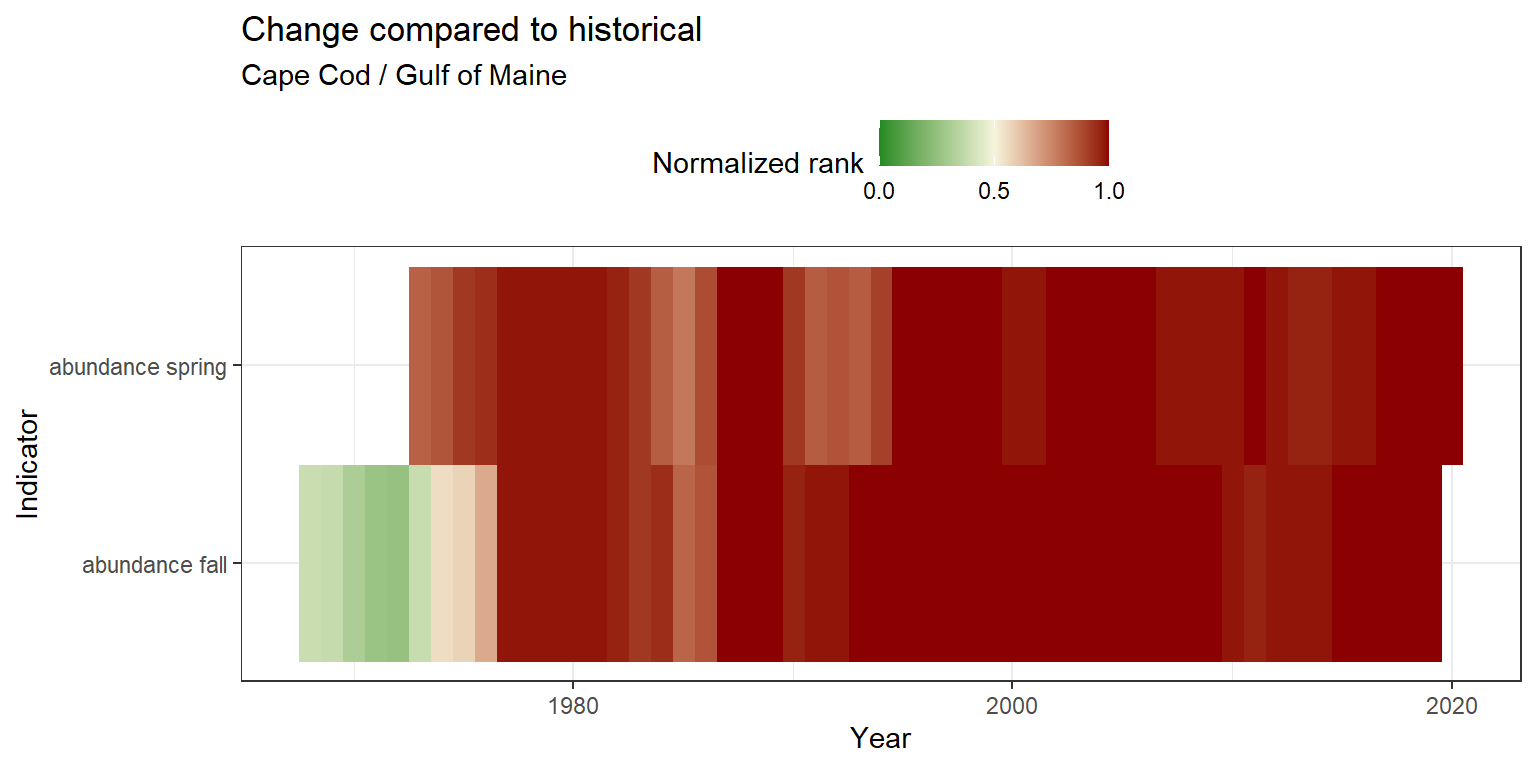 Change compared to historical
Cape Cod / Gulf of Maine
Normalized rank
0.0 0.5 1.0
abundance spring
abundance fall
Indicator
1980 2000 2020
Year